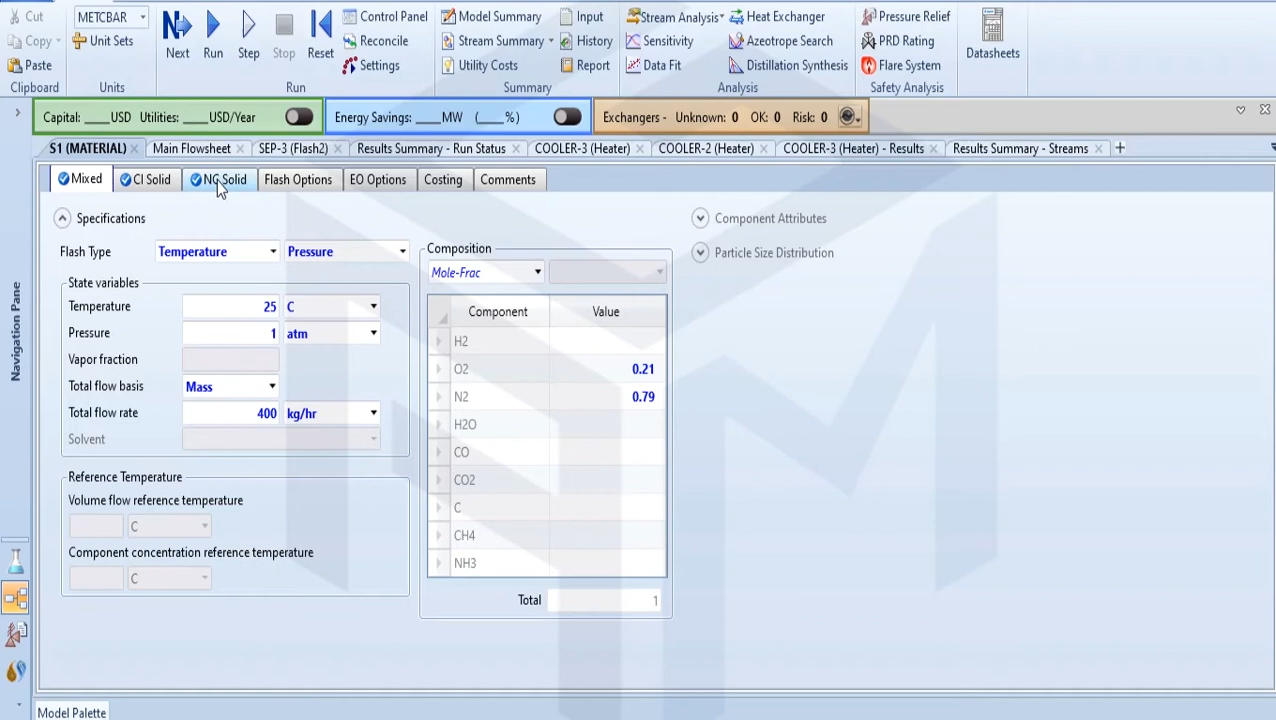 Cut METCBAR Control Panel Model Summary Input Stream Analysis Heat Exchanger Pressure Relief
Copy Unit Sets Next Run Step Stop Reset Reconcile Stream Summary History Sensitivity Azeotrope Search PRD Rating Datasheets
Paste Settings Utility Costs Report Data Fit Distillation Synthesis Flare System
Clipboard Units Run Summary Analysis Safety Analysis
Capital: ____USD Utilities: ____USD/Year Energy Savings: ____MW (____%) Exchangers - Unknown: 0 OK: 0 Risk: 0
S1 (MATERIAL) Main Flowsheet SEP-3 (Flash2) Results Summary - Run Status COOLER-3 (Heater) COOLER-2 (Heater) COOLER-3 (Heater) - Results Results Summary - Streams +
Mixed CI Solid NC Solid Flash Options EO Options Costing Comments
Specifications
Component Attributes
Flash Type Temperature Pressure
Composition
Particle Size Distribution
Mole-Frac
State variables
Temperature 25 C
Pressure 1 atm
Vapor fraction
Total flow basis Mass
Total flow rate 400 kg/hr
Solvent
Reference Temperature
Volume flow reference temperature
C
Component concentration reference temperature
C
Component Value
H2
O2 0.21
N2 0.79
H2O
CO
CO2
C
CH4
NH3
Total 1
Navigation Pane
Model Palette